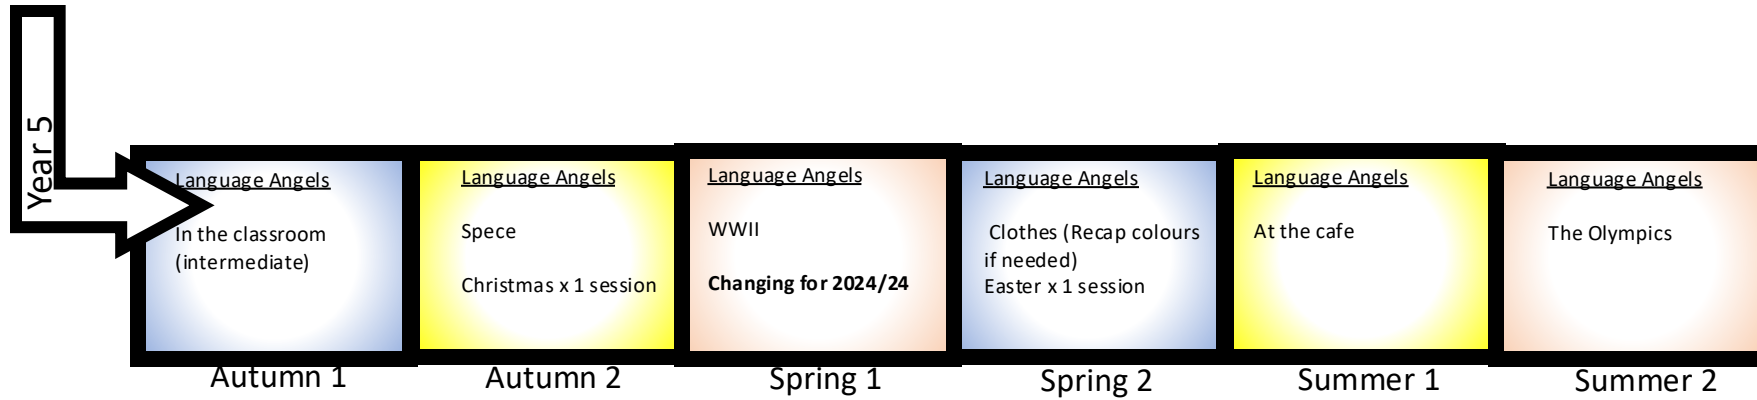 Year 5
Language Angels
In the classroom
(intermediate)
Autumn 1
Language Angels
Spece
Christmas x 1 session
Autumn 2
Language Angels
WWII
Changing for 2024/24
Spring 1
Language Angels
Clothes (Recap colours
if needed)
Easter x 1 session
Spring 2
Language Angels
At the cafe
Summer 1
Language Angels
The Olympics
Summer 2